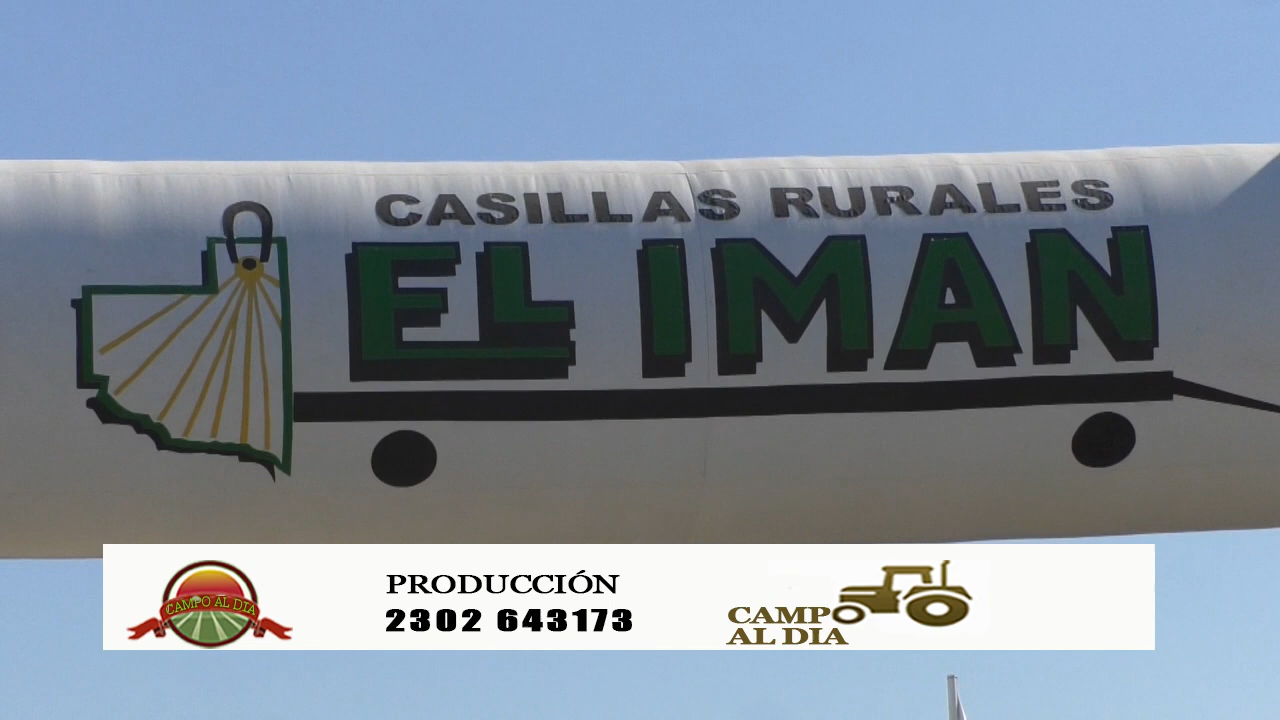 CASILLAS RURALES
EL IMAN
CAMPO AL DIA
PRODUCCIÓN
2302 643173
CAMPO
AL DIA